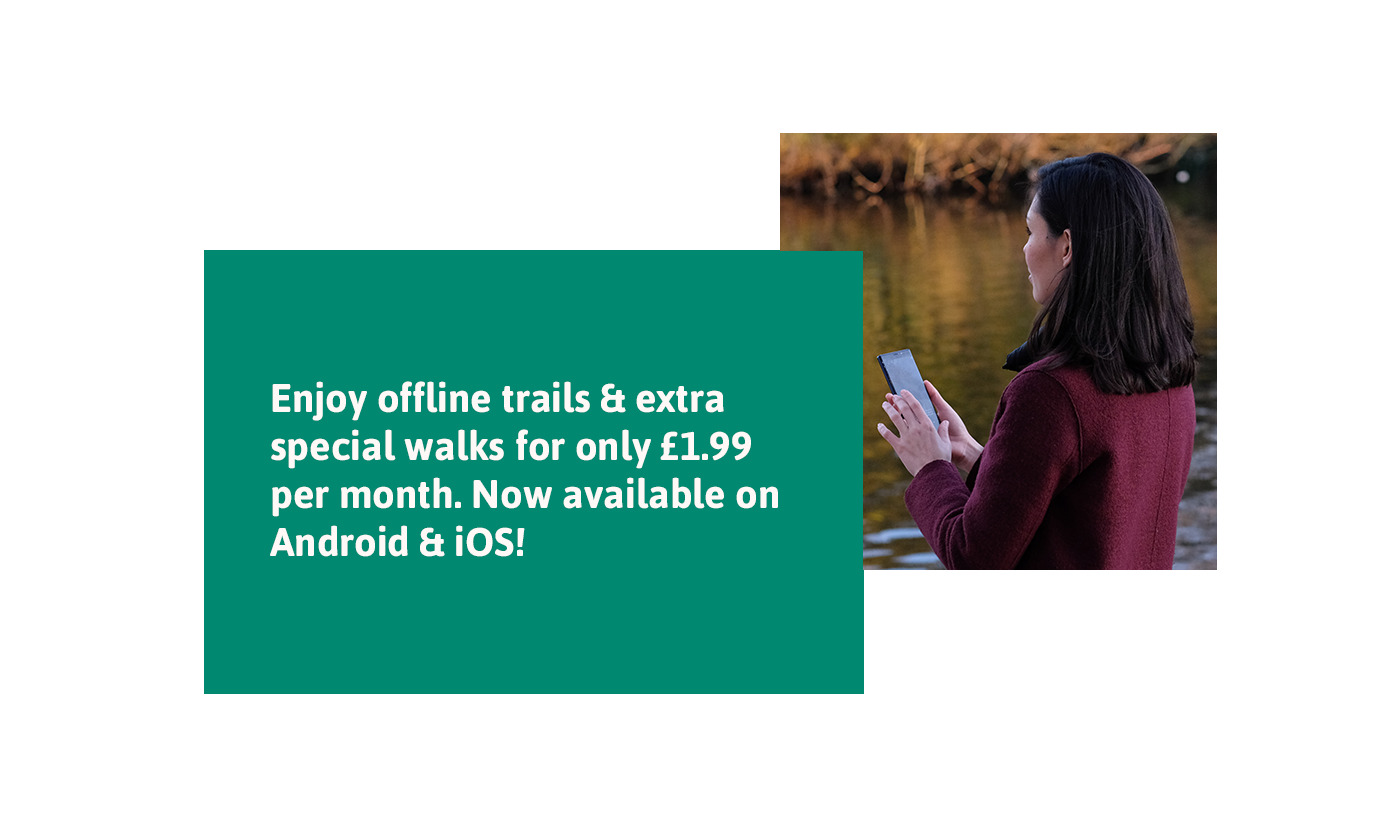 Enjoy offline trails & extra
special walks for only £1.99
per month. Now available on
Android & iOS!